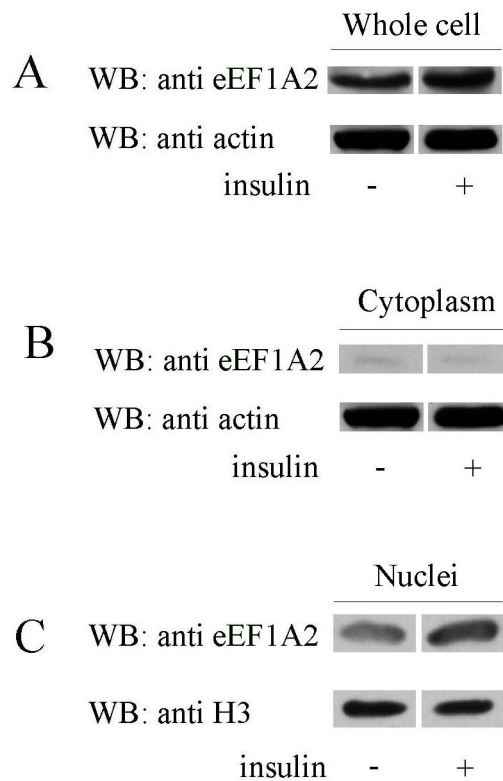 Whole cell
A
WB: anti eEF1A2
WB: anti actin
insulin - +
Cytoplasm
B
WB: anti eEF1A2
WB: anti actin
insulin - +
Nuclei
C
WB: anti eEF1A2
WB: anti H3
insulin - +